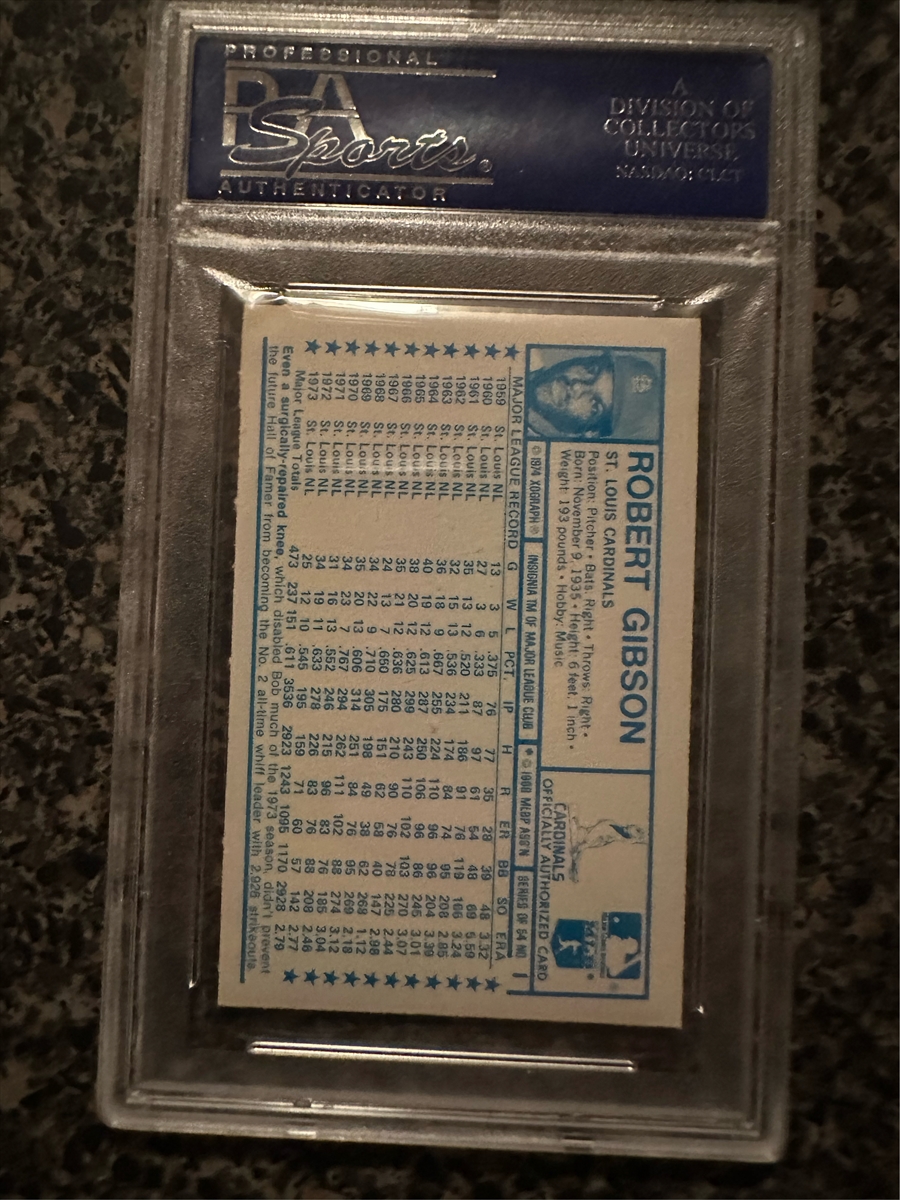 PROFESSIONAL
PSA
Sports®
AUTHENTICATOR
A
DIVISION OF
COLLECTORS
UNIVERSE
NASDAQ: CLCT
ROBERT GIBSON
ST. LOUIS CARDINALS
Position: Pitcher • Bats: Right • Throws: Right •
Born: November 9, 1935 • Height: 6 feet, 1 inch •
Weight: 193 pounds • Hobby: Music
CARDINALS
OFFICIALLY AUTHORIZED CARD
© 1974 XOGRAPH ® INSIGNIA TM OF MAJOR LEAGUE CLUB © 1969 MLBP ASS'N SERIES OF 54 NO 1
MAJOR LEAGUE RECORD G W L PCT. IP H R ER BB SO ERA
★ 1959 St. Louis NL 13 3 5 .375 76 77 35 28 39 48 3.32 ★
★ 1960 St. Louis NL 27 3 6 .333 87 97 61 54 48 69 5.59 ★
★ 1961 St. Louis NL 35 13 12 .520 211 186 91 76 119 166 3.24 ★
★ 1962 St. Louis NL 32 15 13 .536 234 174 84 74 95 208 2.85 ★
★ 1963 St. Louis NL 36 18 9 .667 255 224 110 96 96 204 3.39 ★
★ 1964 St. Louis NL 40 19 12 .613 287 250 106 96 86 245 3.01 ★
★ 1965 St. Louis NL 38 20 12 .625 299 243 110 102 103 270 3.07 ★
★ 1966 St. Louis NL 35 21 12 .636 280 210 90 76 78 225 2.44 ★
★ 1967 St. Louis NL 24 13 7 .650 175 151 62 58 40 147 2.98 ★
★ 1968 St. Louis NL 34 22 9 .710 305 198 49 38 62 268 1.12 ★
★ 1969 St. Louis NL 35 20 13 .606 314 251 84 76 95 269 2.18 ★
1970 St. Louis NL 34 23 7 .767 294 262 111 102 88 274 3.12
1971 St. Louis NL 31 16 13 .552 246 215 96 83 76 185 3.04
1972 St. Louis NL 34 19 11 .633 278 226 83 76 88 208 2.46
1973 St. Louis NL 25 12 10 .545 195 159 71 60 57 142 2.77
Major League Totals 473 237 151 .611 3536 2923 1243 1095 1170 2928 2.79
Even a surgically-repaired knee, which disabled Bob much of the 1973 season, didn't prevent
the future Hall of Famer from becoming the No. 2 all-time whiff leader with 2,928 strikeouts.